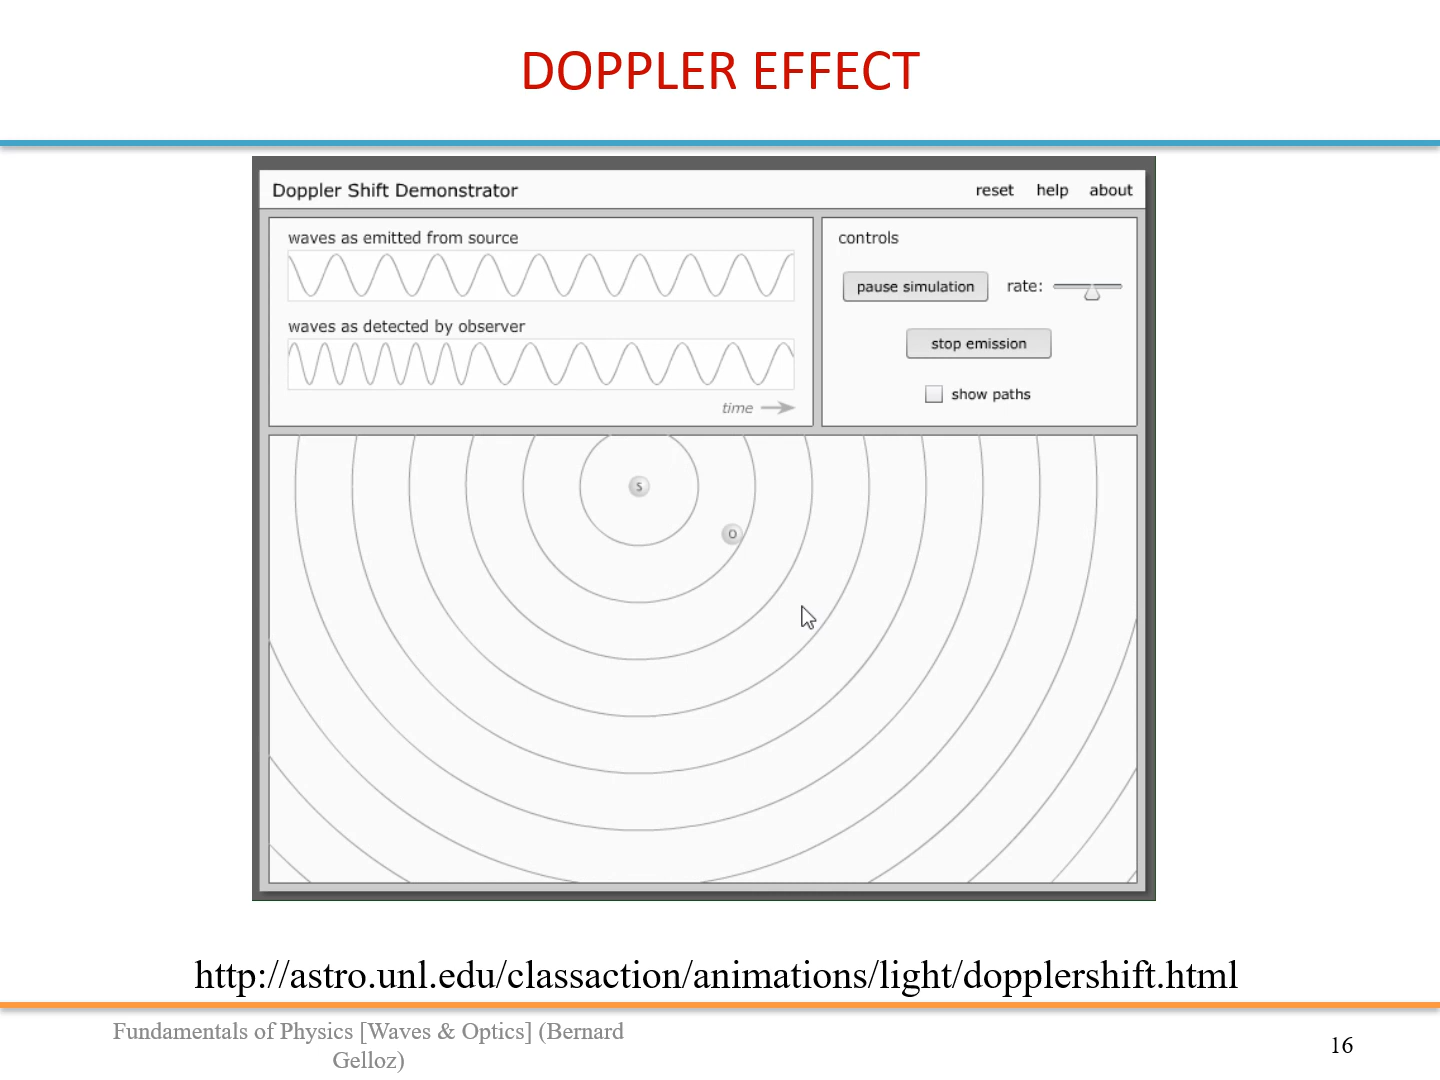 DOPPLER EFFECT
Doppler Shift Demonstrator
reset help about
waves as emitted from source
waves as detected by observer
time
controls
pause simulation rate:
stop emission
show paths
S
O
http://astro.unl.edu/classaction/animations/light/dopplershift.html
Fundamentals of Physics [Waves & Optics] (Bernard
Gelloz)
16